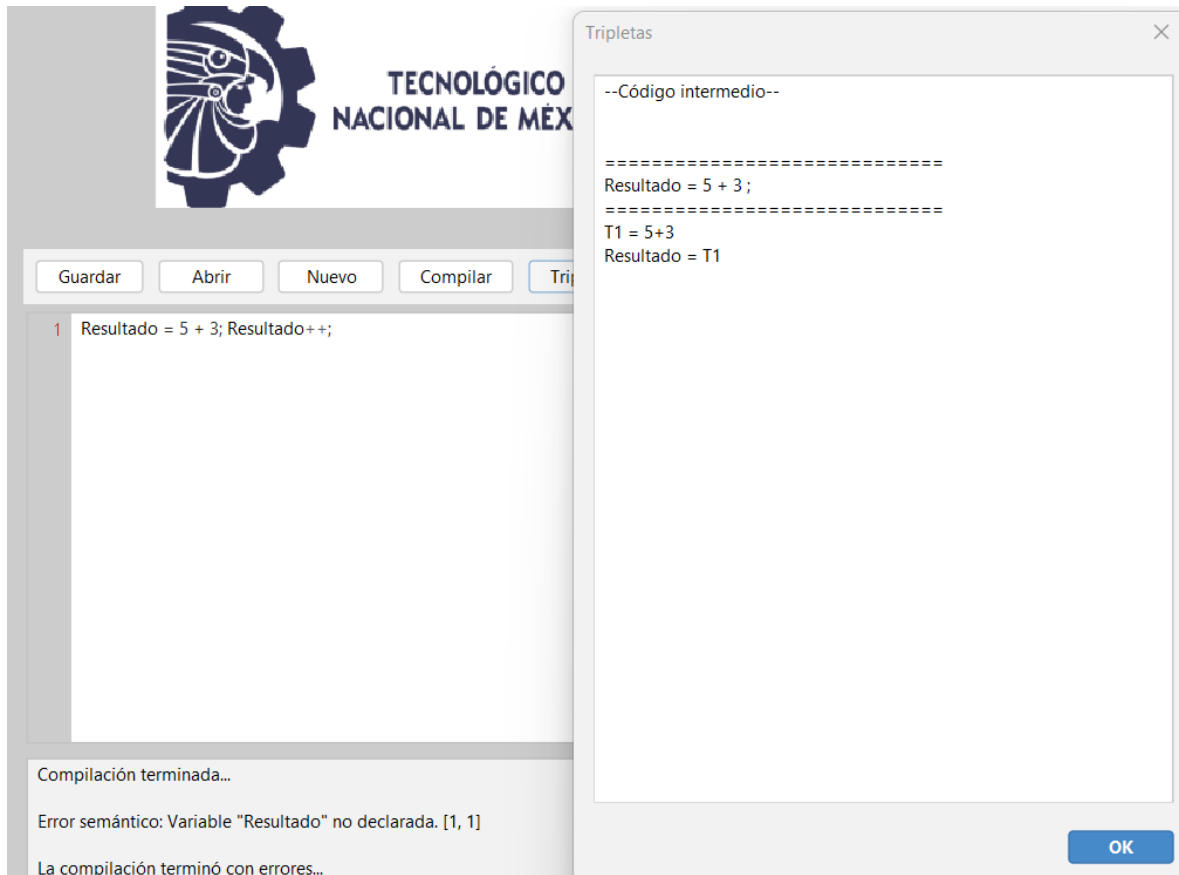 TECNOLÓGICO
NACIONAL DE MÉX
Guardar Abrir Nuevo Compilar Trip
1 Resultado = 5 + 3; Resultado++;
Compilación terminada...
Error semántico: Variable "Resultado" no declarada. [1, 1]
La compilación terminó con errores...
Tripletas
--Código intermedio--
=============================
Resultado = 5 + 3 ;
=============================
T1 = 5+3
Resultado = T1
OK